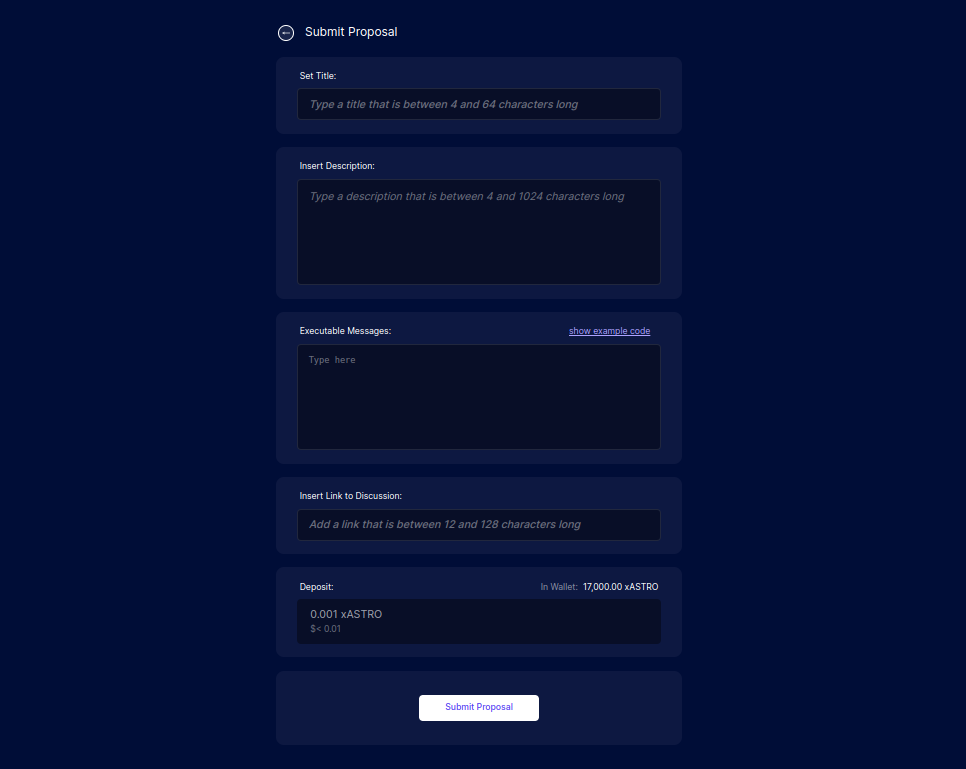 Submit Proposal
Set Title:
Type a title that is between 4 and 64 characters long
Insert Description:
Type a description that is between 4 and 1024 characters long
Executable Messages: show example code
Type here
Insert Link to Discussion:
Add a link that is between 12 and 128 characters long
Deposit: In Wallet: 17,000.00 xASTRO
0.001 xASTRO
$< 0.01
Submit Proposal